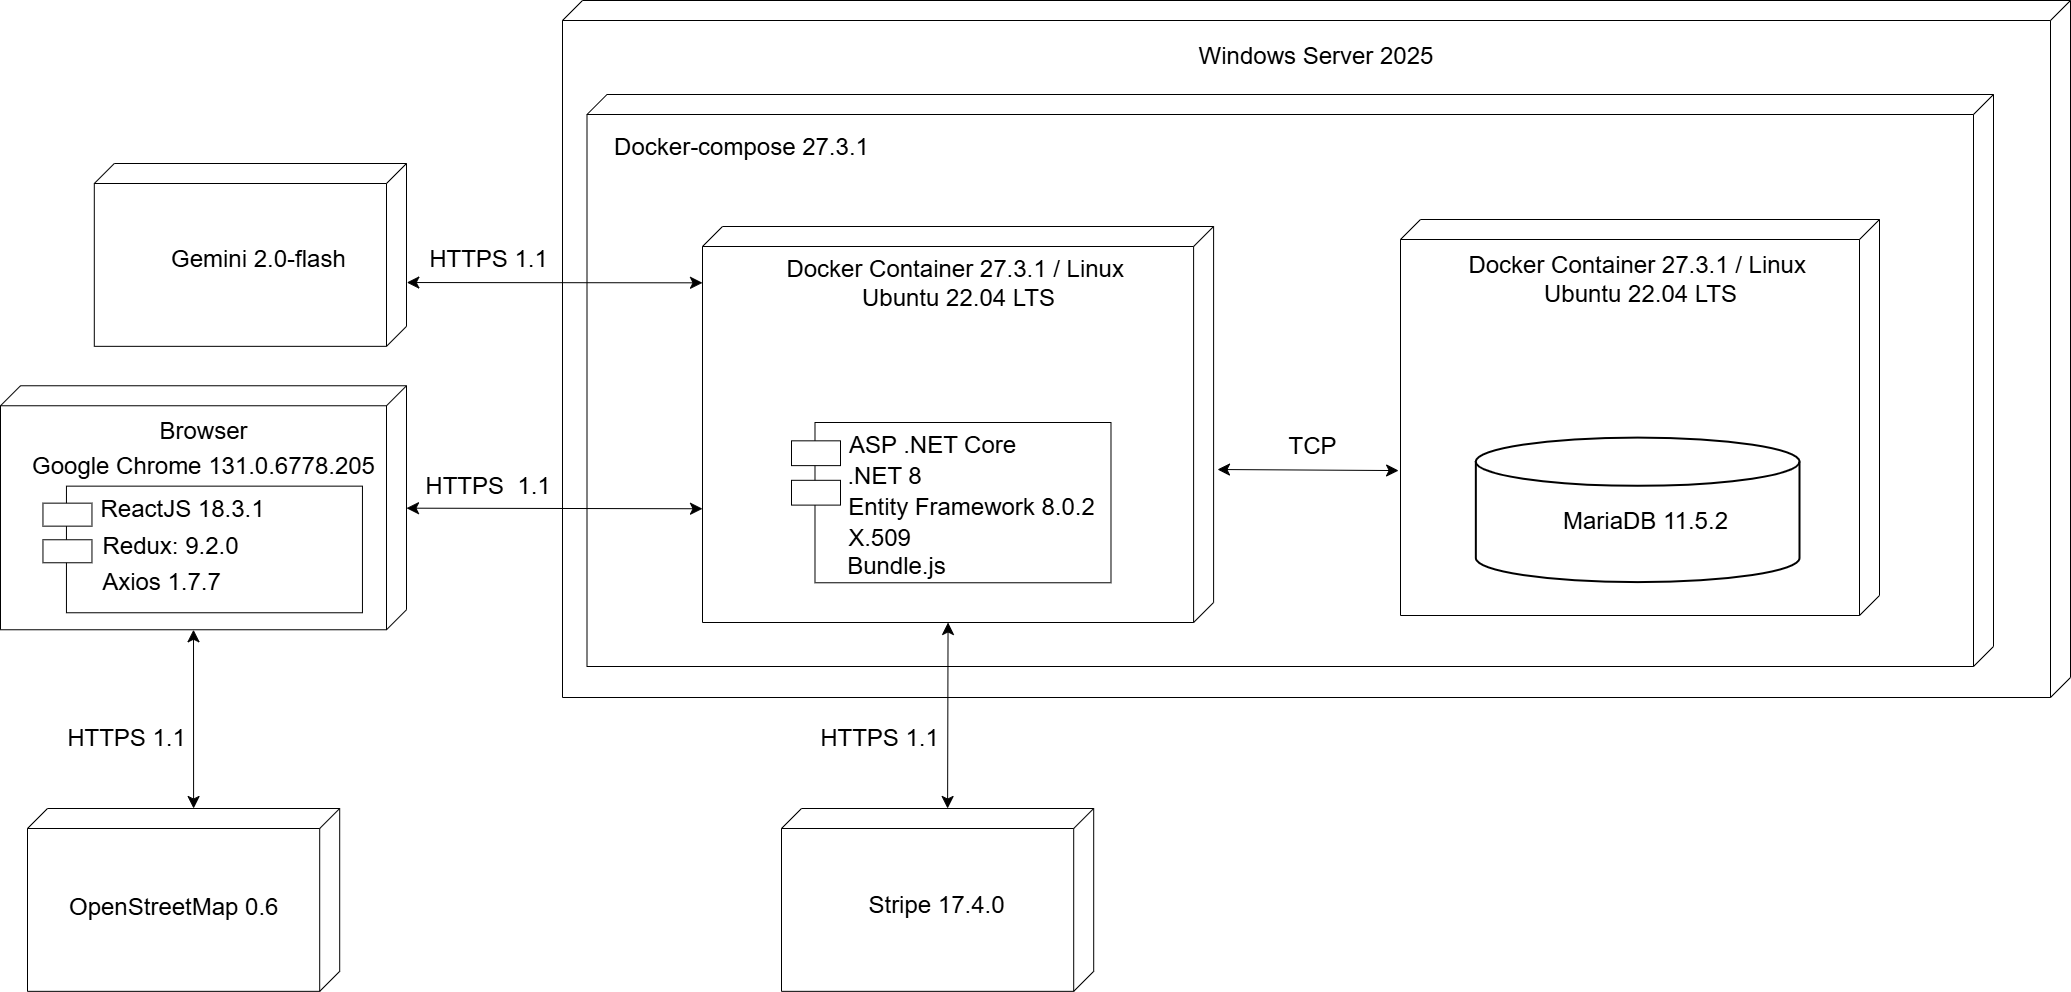 Windows Server 2025
Docker-compose 27.3.1
Gemini 2.0-flash
HTTPS 1.1
Docker Container 27.3.1 / Linux
Ubuntu 22.04 LTS
Docker Container 27.3.1 / Linux
Ubuntu 22.04 LTS
Browser
Google Chrome 131.0.6778.205
ReactJS 18.3.1
Redux: 9.2.0
Axios 1.7.7
HTTPS  1.1
ASP .NET Core
.NET 8
Entity Framework 8.0.2
X.509
Bundle.js
TCP
MariaDB 11.5.2
HTTPS 1.1
HTTPS 1.1
OpenStreetMap 0.6
Stripe 17.4.0